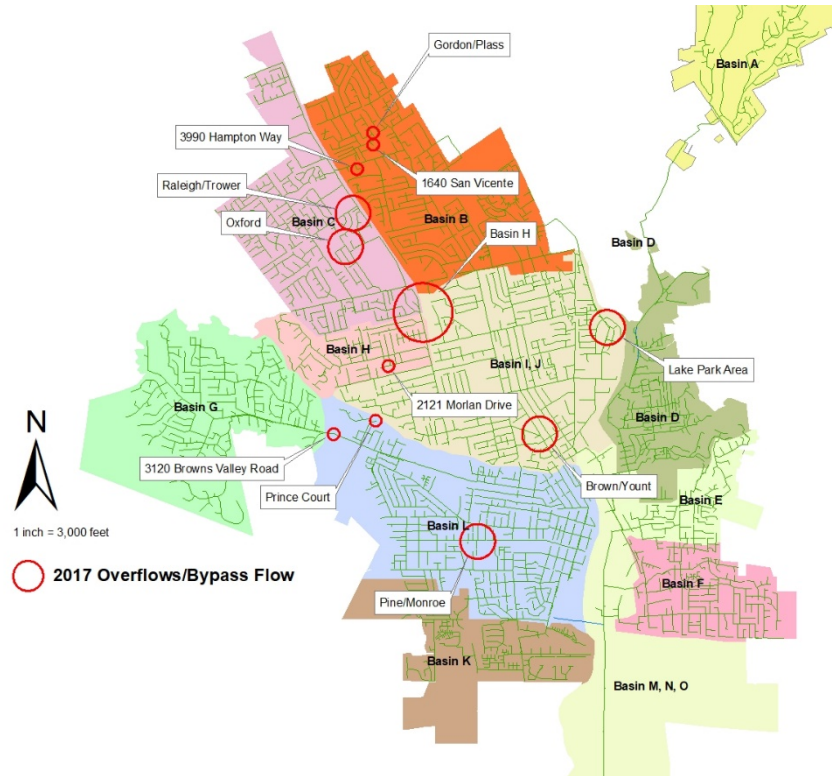 Gordon/Plass
Basin A
3990 Hampton Way
1640 San Vicente
Raleigh/Trower
Basin C
Basin B
Oxford
Basin H
Basin D
Basin H
Basin I, J
Lake Park Area
Basin G
2121 Morlan Drive
Basin D
N
3120 Browns Valley Road
Prince Court
Brown/Yount
Basin E
1 inch = 3,000 feet
Basin L
2017 Overflows/Bypass Flow
Basin F
Pine/Monroe
Basin K
Basin M, N, O